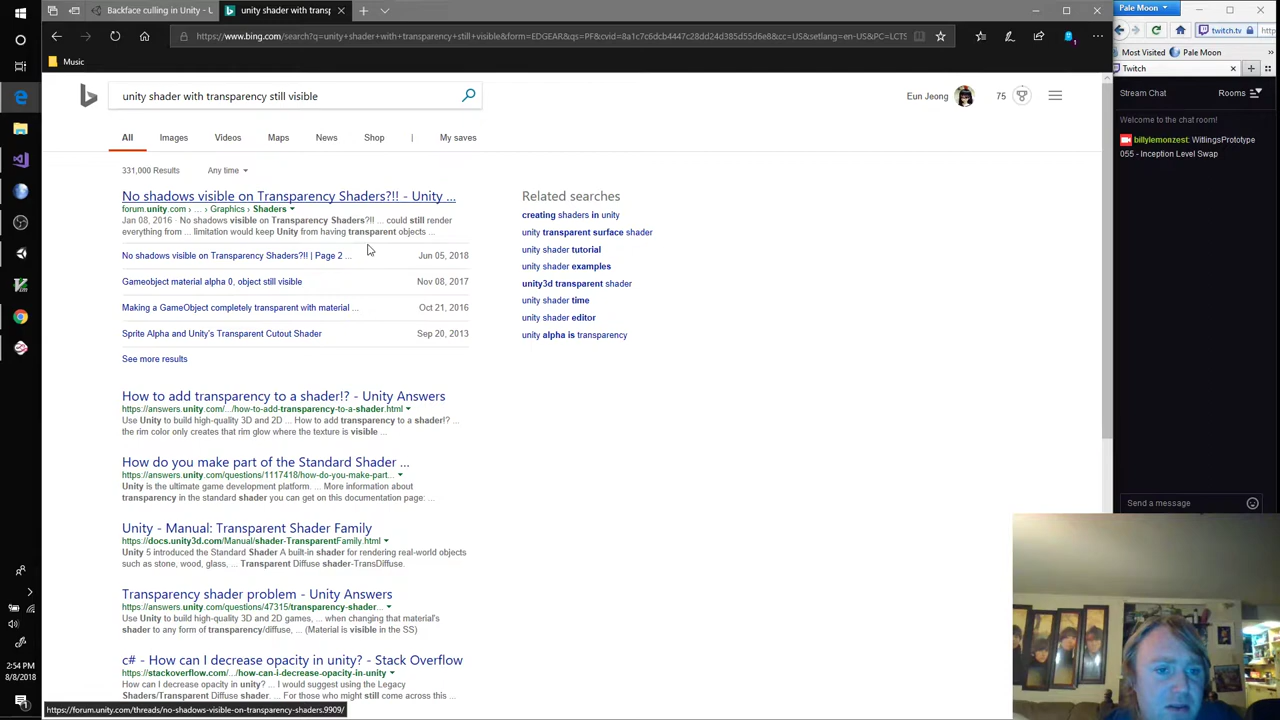 Backface culling in Unity - L
unity shader with transp
Pale Moon
https://www.bing.com/search?q=unity+shader+with+transparency+still+visible&form=EDGEAR&qs=PF&cvid=8a1c7c6dcb4447c28dd24d385d55d6e8&cc=US&setlang=en-US&PC=LCTS
twitch.tv
http
Music
Most Visited
Pale Moon
Twitch
unity shader with transparency still visible
Eun Jeong
75
Stream Chat
Rooms
Welcome to the chat room!
billylemonzest: WitlingsPrototype
055 - Inception Level Swap
All
Images
Videos
Maps
News
Shop
|
My saves
331,000 Results
Any time
No shadows visible on Transparency Shaders?!! - Unity ...
forum.unity.com › ... › Graphics › Shaders
Jan 08, 2016 · No shadows visible on Transparency Shaders?!! ... could still render
everything from ... limitation would keep Unity from having transparent objects ...
No shadows visible on Transparency Shaders?!! | Page 2 ...
Jun 05, 2018
Gameobject material alpha 0, object still visible
Nov 08, 2017
Making a GameObject completely transparent with material ...
Oct 21, 2016
Sprite Alpha and Unity's Transparent Cutout Shader
Sep 20, 2013
See more results
Related searches
creating shaders in unity
unity transparent surface shader
unity shader tutorial
unity shader examples
unity3d transparent shader
unity shader time
unity shader editor
unity alpha is transparency
How to add transparency to a shader!? - Unity Answers
https://answers.unity.com/.../how-to-add-transparency-to-a-shader.html
Use Unity to build high-quality 3D and 2D ... How to add transparency to a shader!? ...
the rim color only creates that rim glow where the texture is visible ...
How do you make part of the Standard Shader ...
https://answers.unity.com/questions/1117418/how-do-you-make-part...
Unity is the ultimate game development platform. ... More information about
transparency in the standard shader you can get on this documentation page: ...
Unity - Manual: Transparent Shader Family
https://docs.unity3d.com/Manual/shader-TransparentFamily.html
Unity 5 introduced the Standard Shader A built-in shader for rendering real-world objects
such as stone, wood, glass, ... Transparent Diffuse shader-TransDiffuse.
Transparency shader problem - Unity Answers
https://answers.unity.com/questions/47315/transparency-shader...
Use Unity to build high-quality 3D and 2D games, ... when changing that material's
shader to any form of transparency/diffuse, ... (Material is visible in the SS)
c# - How can I decrease opacity in unity? - Stack Overflow
https://stackoverflow.com/.../how-can-i-decrease-opacity-in-unity
How can I decrease opacity in unity? ... I would suggest using the Legacy
Shaders/Transparent Diffuse shader. ... For those who might still come across this ...
Send a message
2:54 PM
8/8/2018
https://forum.unity.com/threads/no-shadows-visible-on-transparency-shaders.9909/